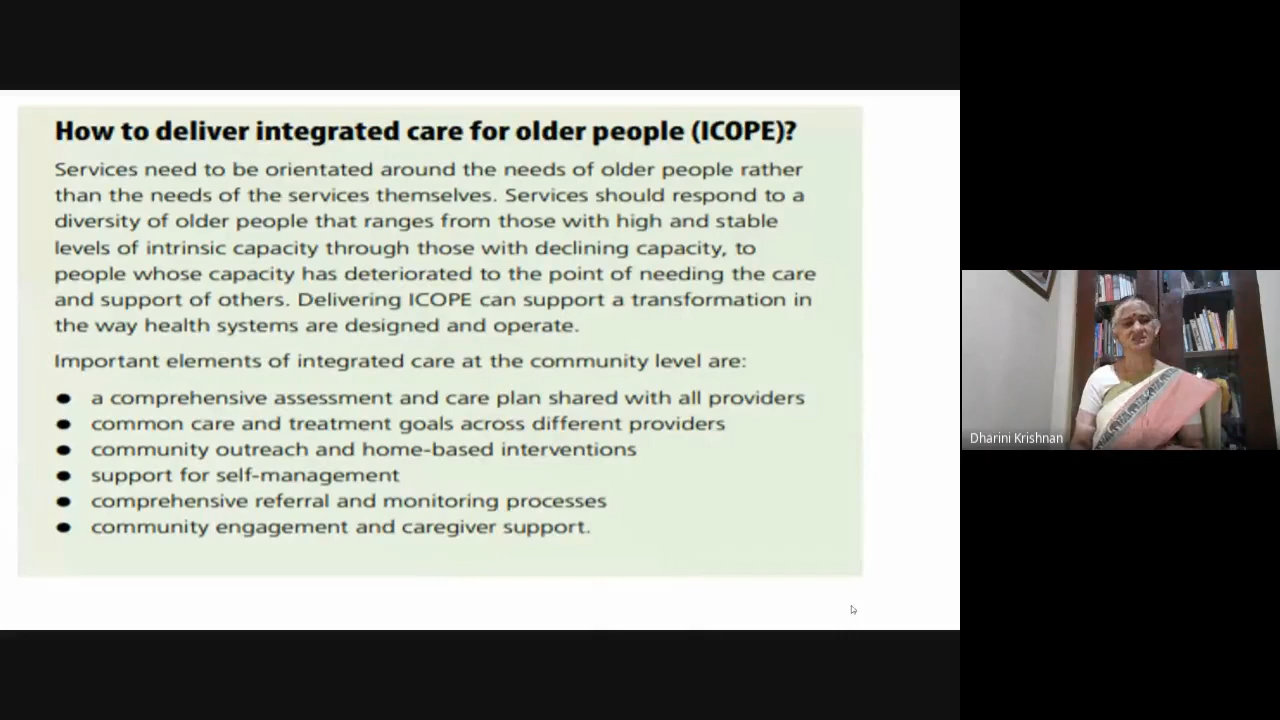 How to deliver integrated care for older people (ICOPE)?
Services need to be orientated around the needs of older people rather
than the needs of the services themselves. Services should respond to a
diversity of older people that ranges from those with high and stable
levels of intrinsic capacity through those with declining capacity, to
people whose capacity has deteriorated to the point of needing the care
and support of others. Delivering ICOPE can support a transformation in
the way health systems are designed and operate.
Important elements of integrated care at the community level are:
● a comprehensive assessment and care plan shared with all providers
● common care and treatment goals across different providers
● community outreach and home-based interventions
● support for self-management
● comprehensive referral and monitoring processes
● community engagement and caregiver support.
Dharini Krishnan